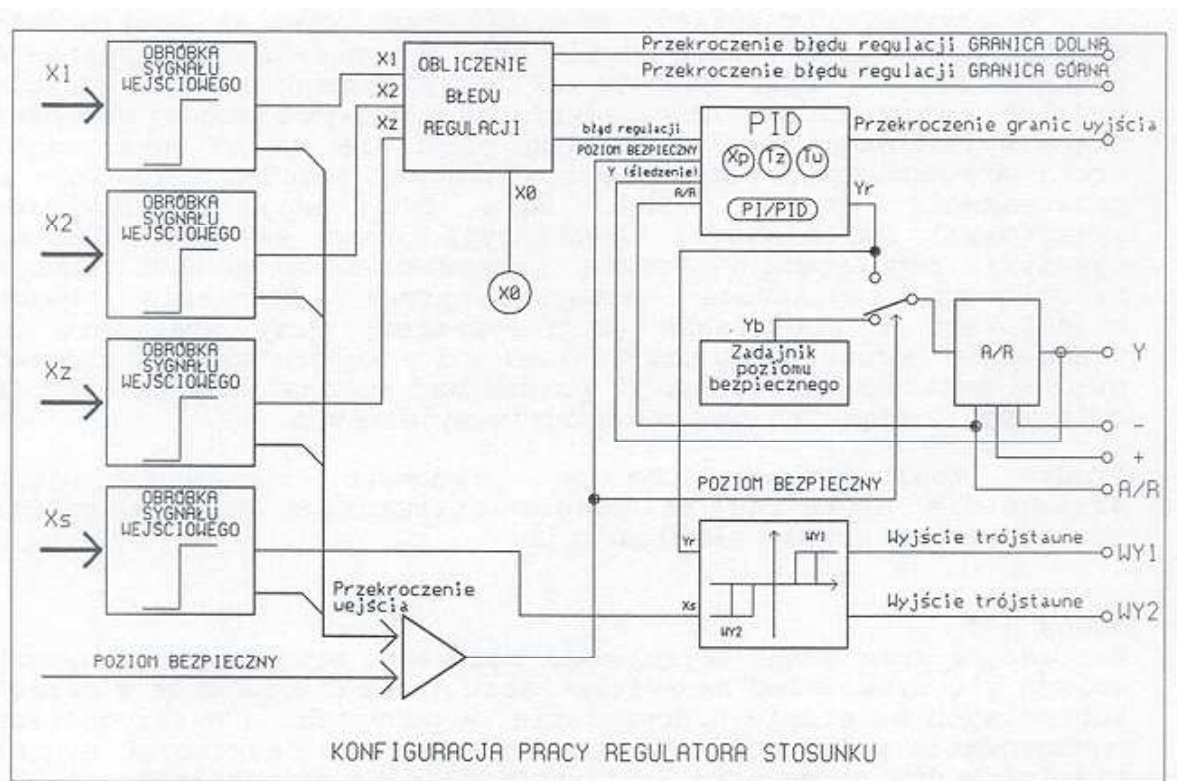 X1
OBRÓBKA
SYGNAŁU
WEJŚCIOWEGO
X2
OBRÓBKA
SYGNAŁU
WEJŚCIOWEGO
Xz
OBRÓBKA
SYGNAŁU
WEJŚCIOWEGO
Xs
OBRÓBKA
SYGNAŁU
WEJŚCIOWEGO
X1
X2
Xz
OBLICZENIE
BŁĘDU
REGULACJI
X0
X0
Przekroczenie błędu regulacji GRANICA DOLNA
Przekroczenie błędu regulacji GRANICA GÓRNA
błąd regulacji
POZIOM BEZPIECZNY
Y (śledzenie)
A/R
PID
Xp Tz Tu
PI/PID
Przekroczenie granic wyjścia
Yr
Yb
Zadajnik
poziomu
bezpiecznego
A/R
Y
-
+
A/R
POZIOM BEZPIECZNY
Yr
Xs
WY1
WY2
Wyjście trójstawne
WY1
Wyjście trójstawne
WY2
Przekroczenie
wejścia
POZIOM BEZPIECZNY
KONFIGURACJA PRACY REGULATORA STOSUNKU